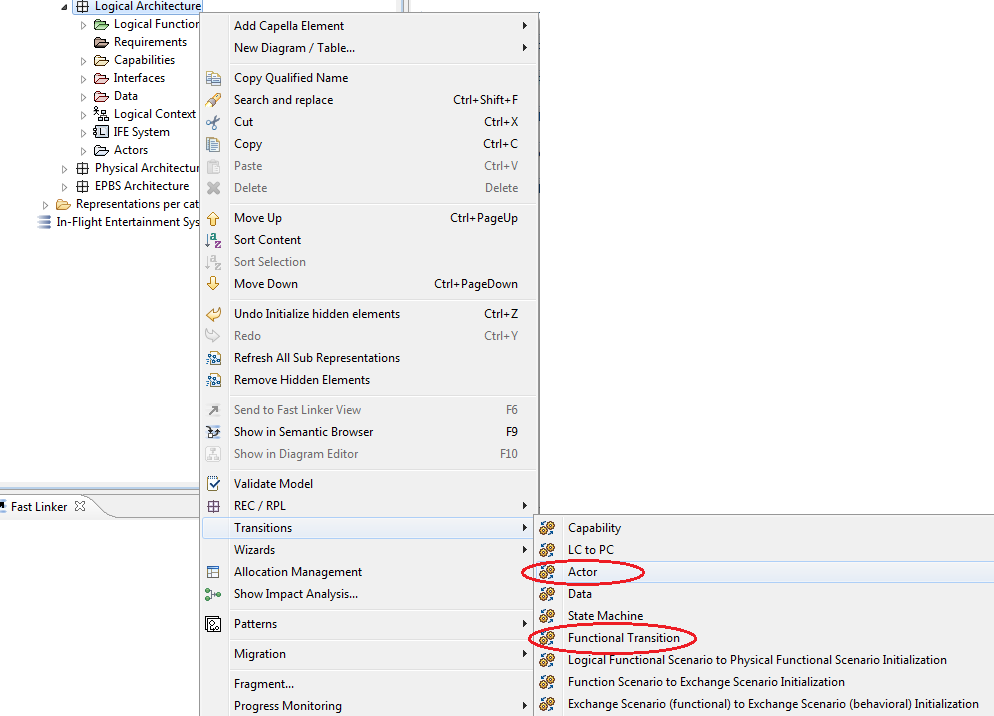 Logical Architecture
Logical Function
Requirements
Capabilities
Interfaces
Data
Logical Context
IFE System
Actors
Physical Architectur
EPBS Architecture
Representations per cat
In-Flight Entertainment Sys
Fast Linker
Add Capella Element
New Diagram / Table...
Copy Qualified Name
Search and replace Ctrl+Shift+F
Cut Ctrl+X
Copy Ctrl+C
Paste Ctrl+V
Delete Delete
Move Up Ctrl+PageUp
Sort Content
Sort Selection
Move Down Ctrl+PageDown
Undo Initialize hidden elements Ctrl+Z
Redo Ctrl+Y
Refresh All Sub Representations
Remove Hidden Elements
Send to Fast Linker View F6
Show in Semantic Browser F9
Show in Diagram Editor F10
Validate Model
REC / RPL
Transitions
Wizards
Allocation Management
Show Impact Analysis...
Patterns
Migration
Fragment...
Progress Monitoring
Capability
LC to PC
Actor
Data
State Machine
Functional Transition
Logical Functional Scenario to Physical Functional Scenario Initialization
Function Scenario to Exchange Scenario Initialization
Exchange Scenario (functional) to Exchange Scenario (behavioral) Initialization